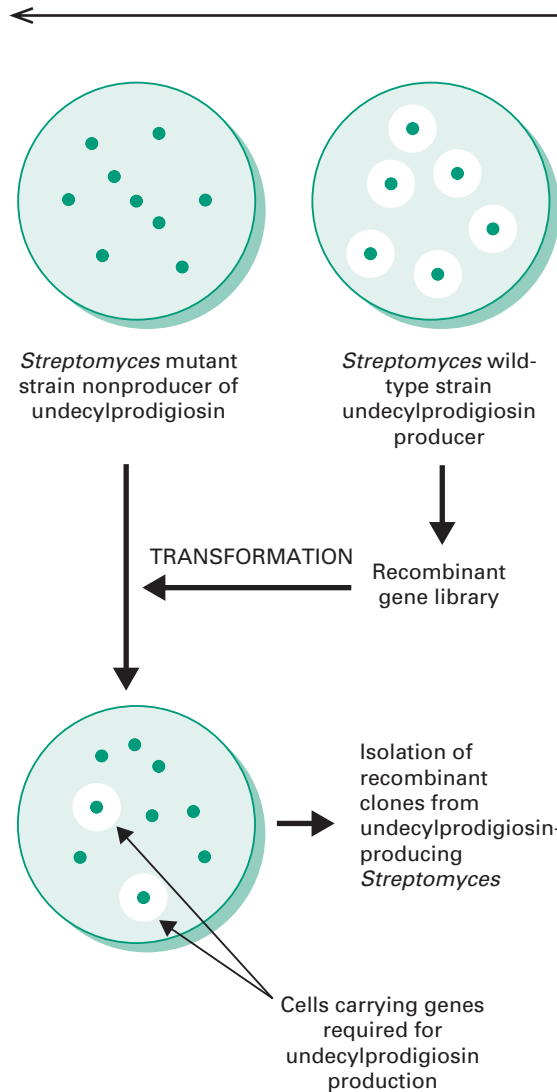 Streptomyces mutant
strain nonproducer of
undecylprodigiosin
Streptomyces wild-
type strain
undecylprodigiosin
producer
TRANSFORMATION
Recombinant
gene library
Isolation of
recombinant
clones from
undecylprodigiosin-
producing
Streptomyces
Cells carrying genes
required for
undecylprodigiosin
production